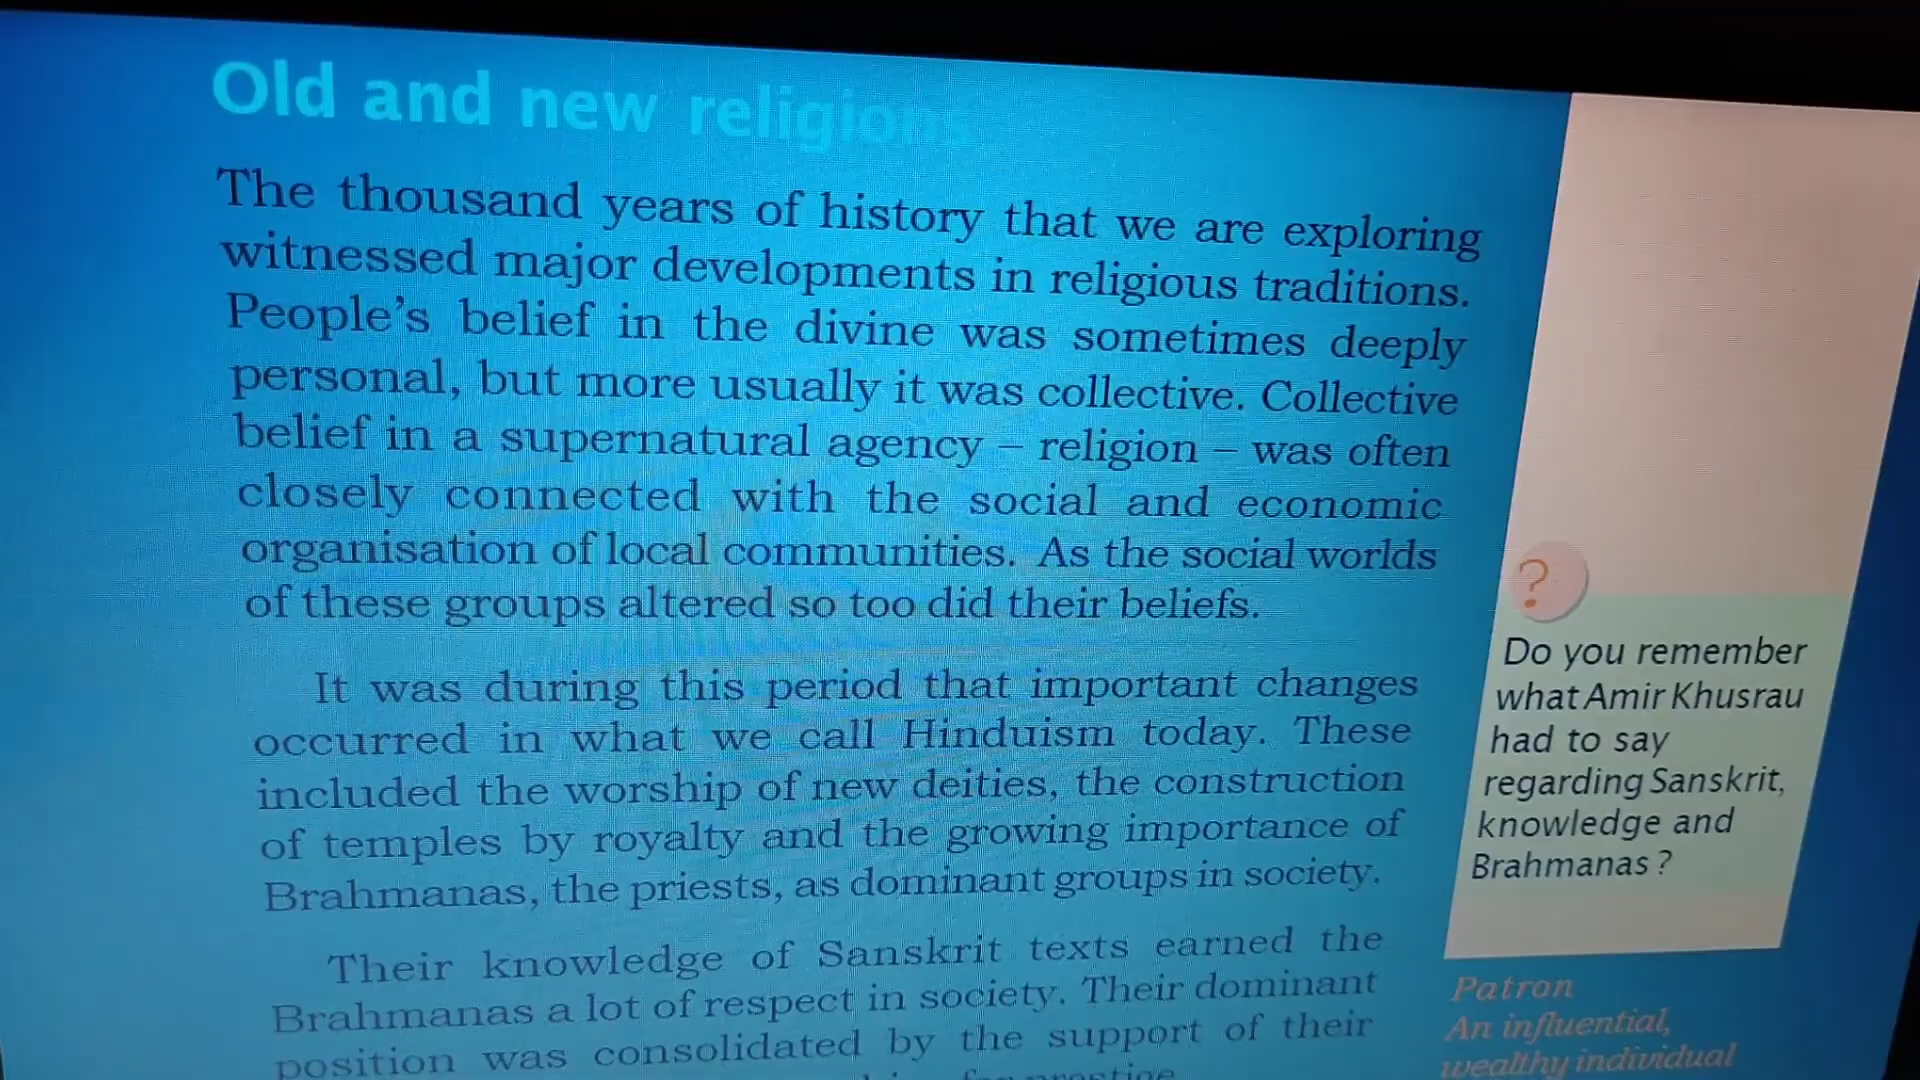 Old and new religions
The thousand years of history that we are exploring
witnessed major developments in religious traditions.
People's belief in the divine was sometimes deeply
personal, but more usually it was collective. Collective
belief in a supernatural agency – religion – was often
closely connected with the social and economic
organisation of local communities. As the social worlds
of these groups altered so too did their beliefs.
It was during this period that important changes
occurred in what we call Hinduism today. These
included the worship of new deities, the construction
of temples by royalty and the growing importance of
Brahmanas, the priests, as dominant groups in society.
Their knowledge of Sanskrit texts earned the
Brahmanas a lot of respect in society. Their dominant
position was consolidated by the support of their
?
Do you remember
what Amir Khusrau
had to say
regarding Sanskrit,
knowledge and
Brahmanas?
Patron
An influential,
wealthy individual